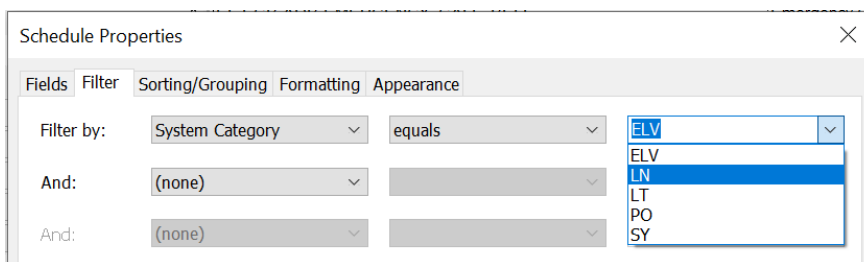 Schedule Properties
Fields Filter Sorting/Grouping Formatting Appearance
Filter by: System Category equals ELV
ELV
And: (none) LN
LT
PO
And: (none) SY